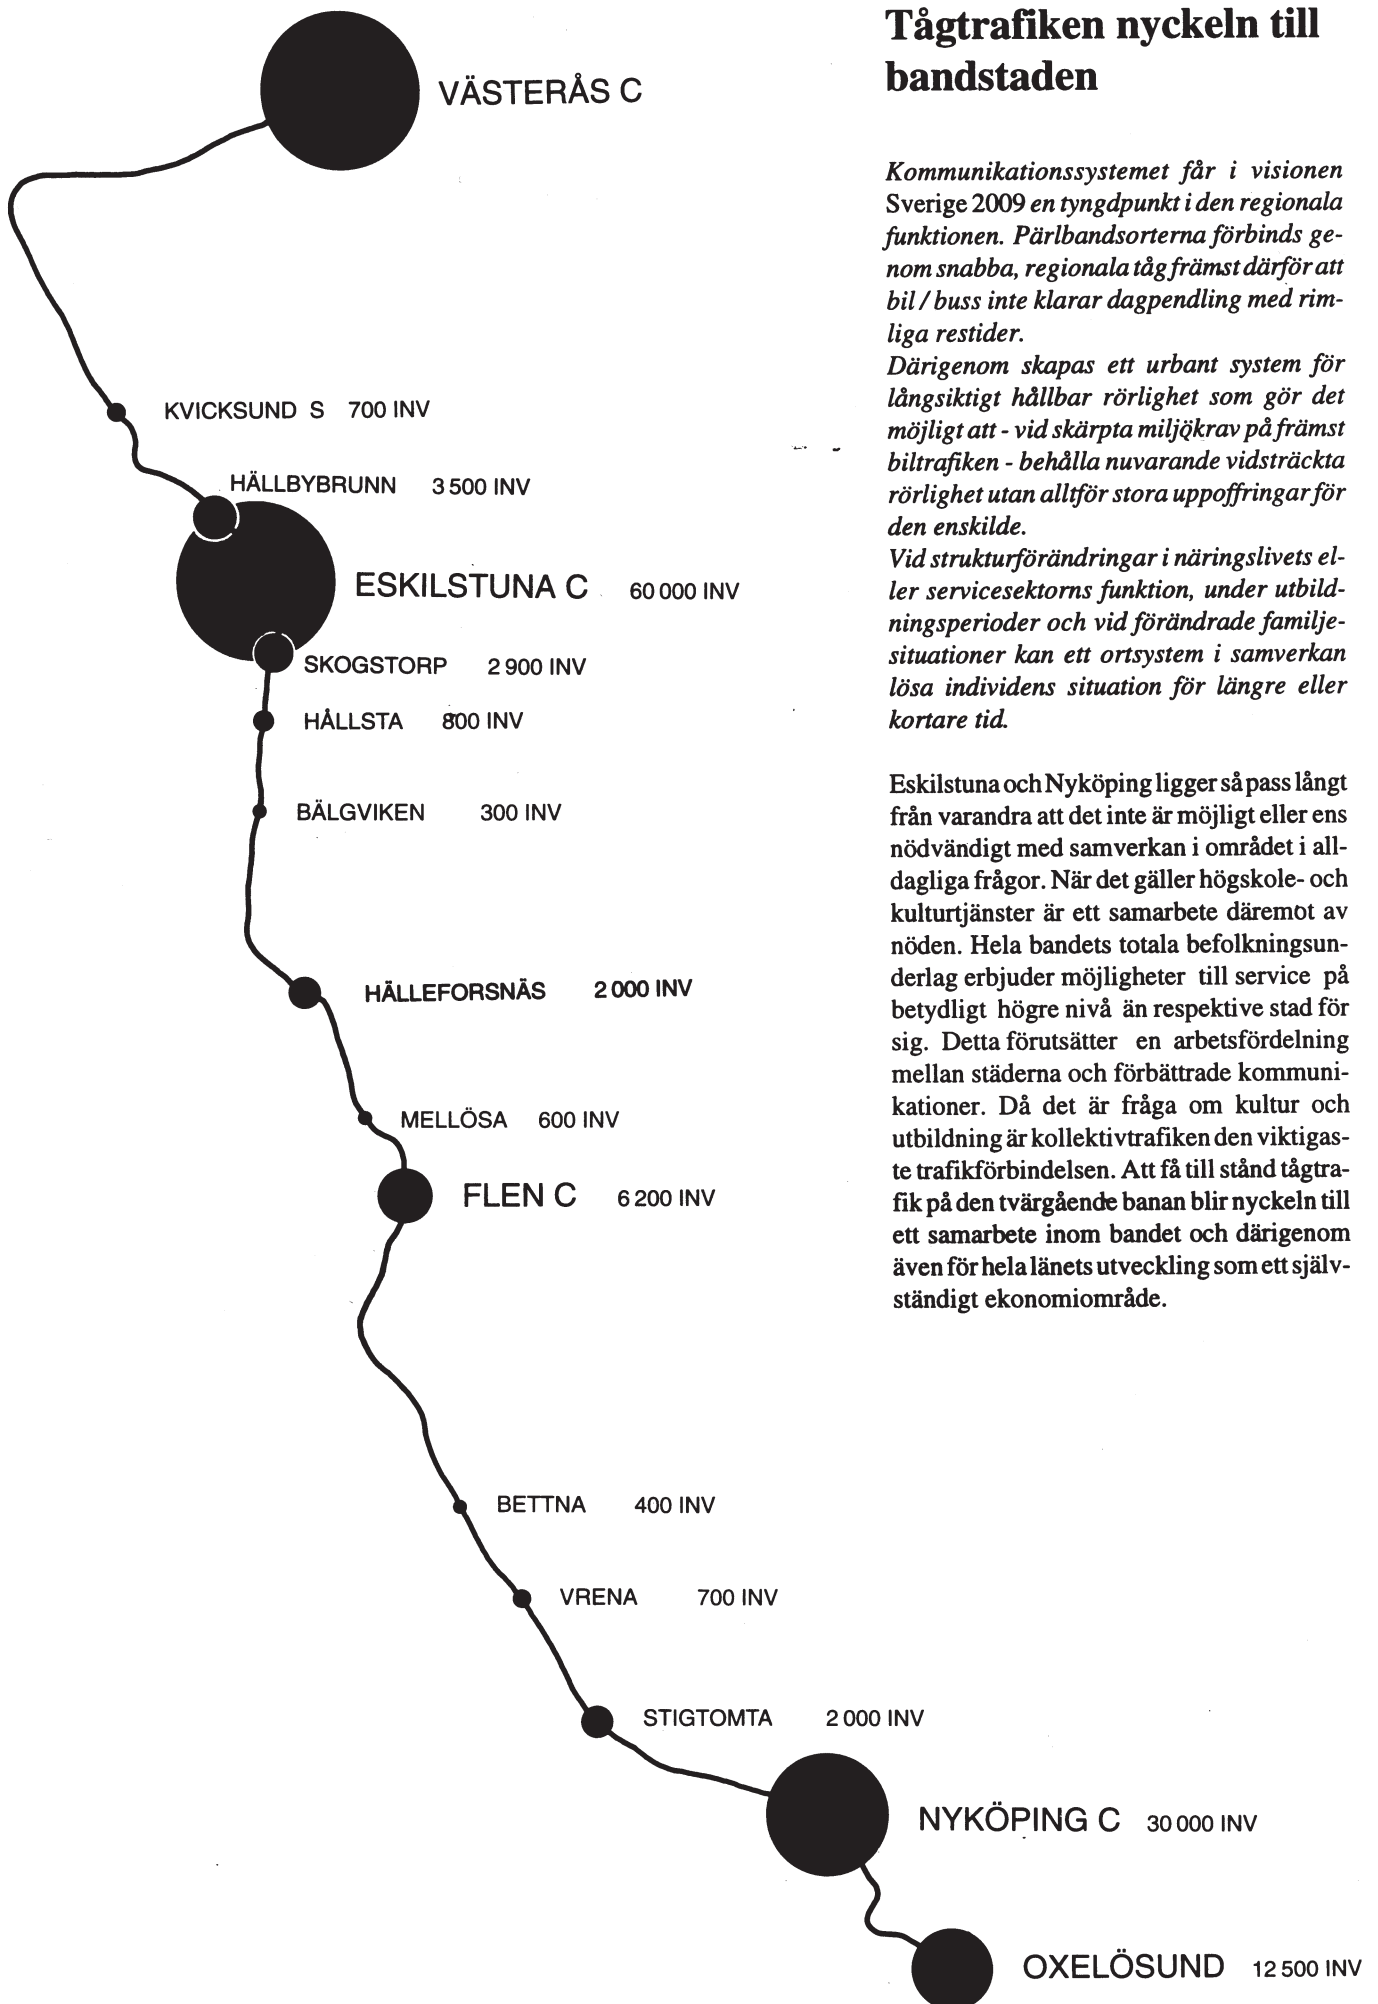 VÄSTERÅS C
KVICKSUND S 700 INV
HÄLLBYBRUNN 3 500 INV
ESKILSTUNA C 60 000 INV
SKOGSTORP 2 900 INV
HÅLLSTA 800 INV
BÄLGVIKEN 300 INV
HÄLLEFORSNÄS 2 000 INV
MELLÖSA 600 INV
FLEN C 6 200 INV
BETTNA 400 INV
VRENA 700 INV
STIGTOMTA 2 000 INV
NYKÖPING C 30 000 INV
OXELÖSUND 12 500 INV
Tågtrafiken nyckeln till
bandstaden
Kommunikationssystemet får i visionen
Sverige 2009 en tyngdpunkt i den regionala
funktionen. Pärlbandsorterna förbinds ge-
nom snabba, regionala tåg främst därför att
bil / buss inte klarar dagpendling med rim-
liga restider.
Därigenom skapas ett urbant system för
långsiktigt hållbar rörlighet som gör det
möjligt att - vid skärpta miljökrav på främst
biltrafiken - behålla nuvarande vidsträckta
rörlighet utan alltför stora uppoffringar för
den enskilde.
Vid strukturförändringar i näringslivets el-
ler servicesektorns funktion, under utbild-
ningsperioder och vid förändrade familje-
situationer kan ett ortsystem i samverkan
lösa individens situation för längre eller
kortare tid.
Eskilstuna och Nyköping ligger så pass långt
från varandra att det inte är möjligt eller ens
nödvändigt med samverkan i området i all-
dagliga frågor. När det gäller högskole- och
kulturtjänster är ett samarbete däremot av
nöden. Hela bandets totala befolkningsun-
derlag erbjuder möjligheter till service på
betydligt högre nivå än respektive stad för
sig. Detta förutsätter en arbetsfördelning
mellan städerna och förbättrade kommuni-
kationer. Då det är fråga om kultur och
utbildning är kollektivtrafiken den viktigas-
te trafikförbindelsen. Att få till stånd tågtra-
fik på den tvärgående banan blir nyckeln till
ett samarbete inom bandet och därigenom
även för hela länets utveckling som ett själv-
ständigt ekonomiområde.